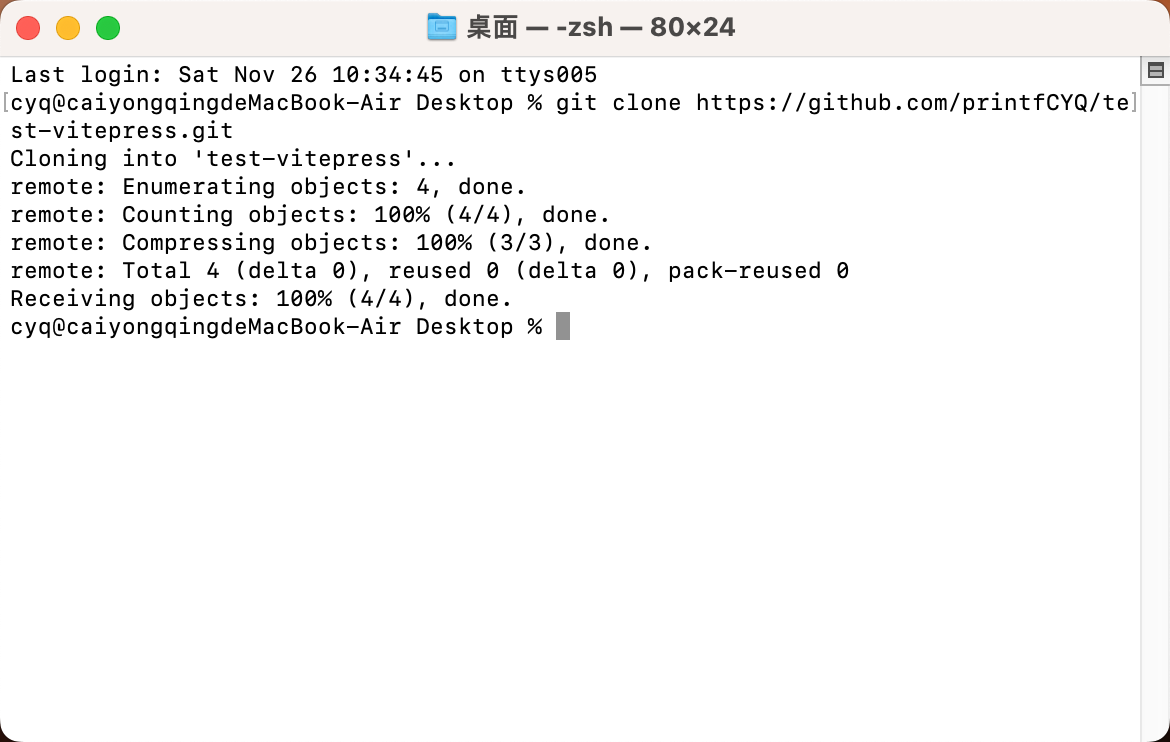 桌面 — -zsh — 80×24
Last login: Sat Nov 26 10:34:45 on ttys005
[cyq@caiyongqingdeMacBook-Air Desktop % git clone https://github.com/printfCYQ/te]
st-vitepress.git
Cloning into 'test-vitepress'...
remote: Enumerating objects: 4, done.
remote: Counting objects: 100% (4/4), done.
remote: Compressing objects: 100% (3/3), done.
remote: Total 4 (delta 0), reused 0 (delta 0), pack-reused 0
Receiving objects: 100% (4/4), done.
cyq@caiyongqingdeMacBook-Air Desktop %